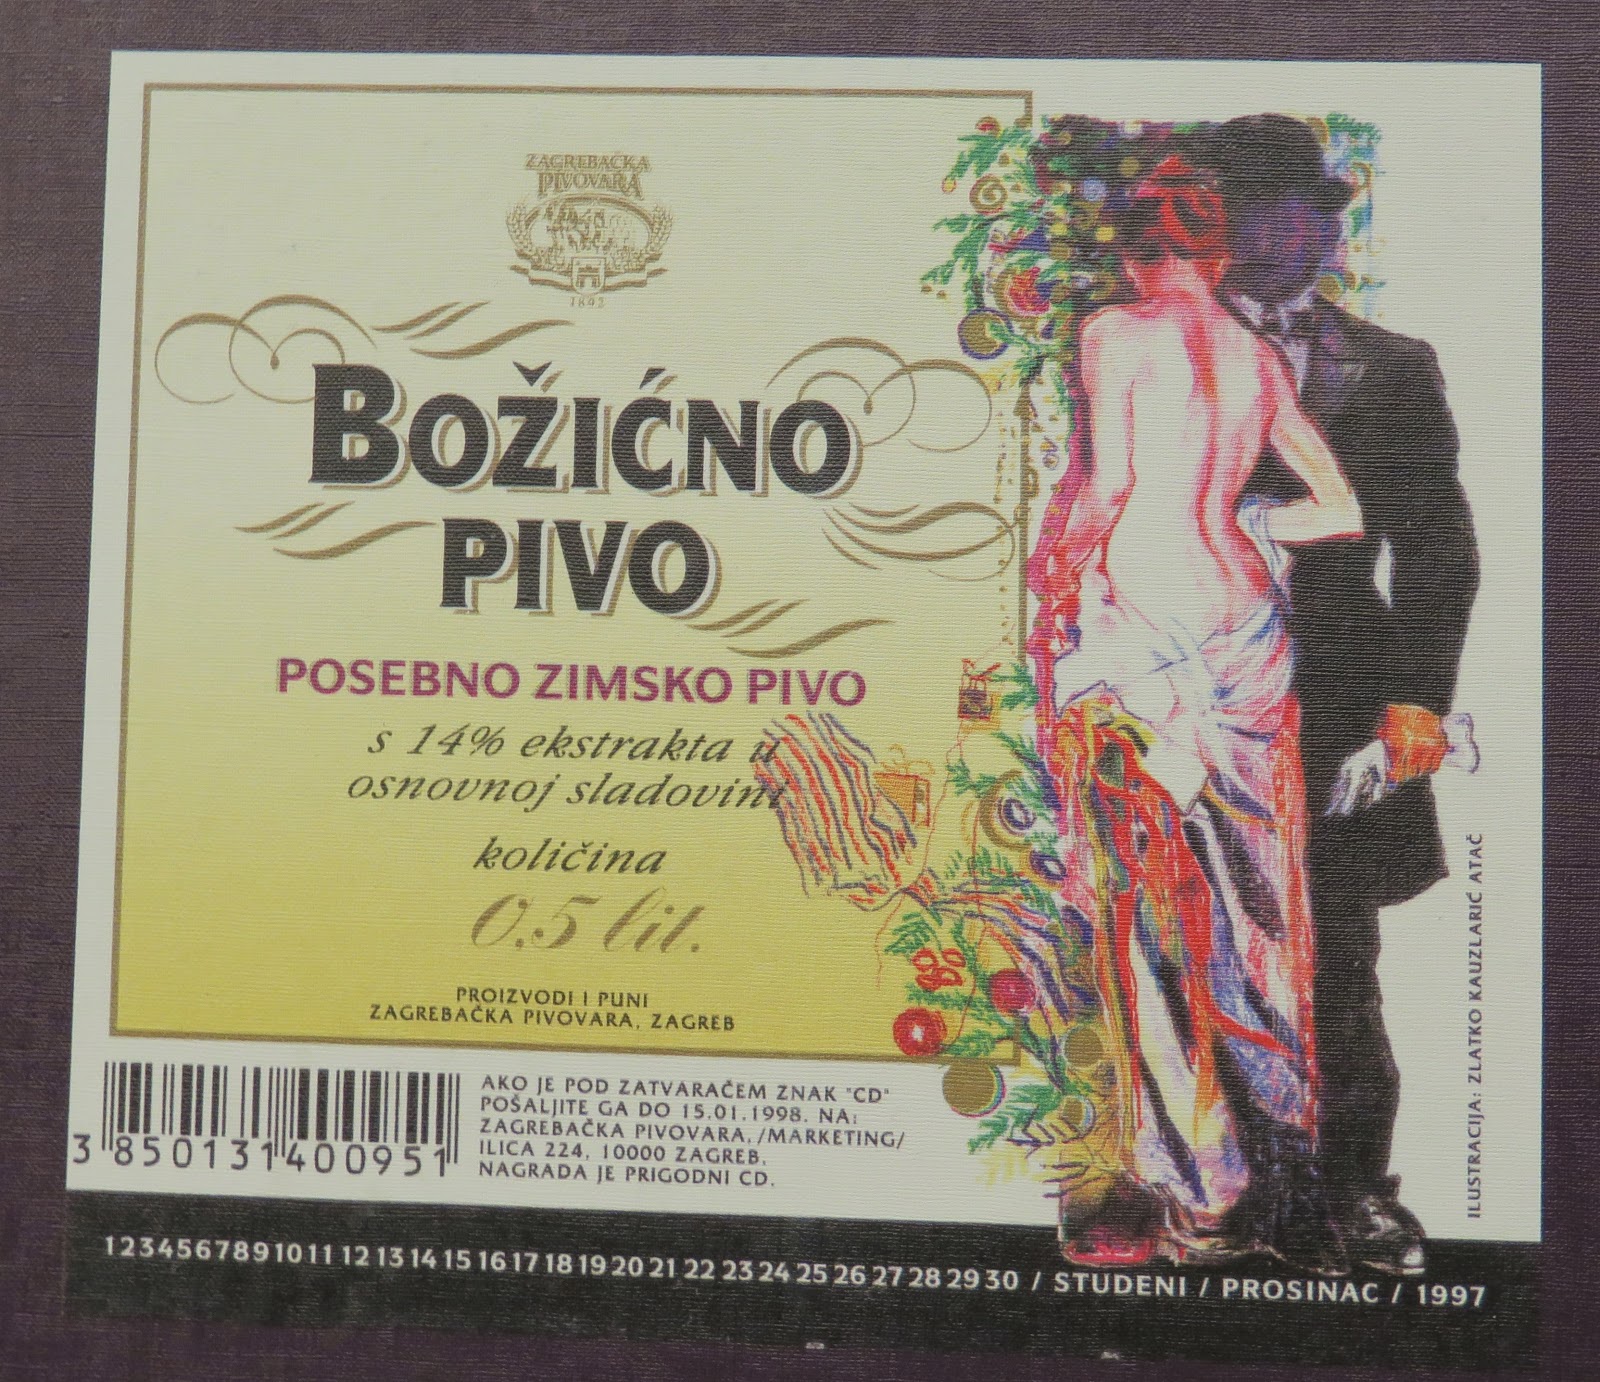 ZAGREBAČKA
PIVOVARA
1892
BOŽIĆNO
PIVO
POSEBNO ZIMSKO PIVO
s 14% ekstrakta u
osnovnoj sladovini
količina
0.5 lit.
PROIZVODI I PUNI
ZAGREBAČKA PIVOVARA, ZAGREB
3 850131 400951
AKO JE POD ZATVARAČEM ZNAK "CD"
POŠALJITE GA DO 15.01.1998. NA:
ZAGREBAČKA PIVOVARA, /MARKETING/
ILICA 224, 10000 ZAGREB.
NAGRADA JE PRIGODNI CD.
ILUSTRACIJA: ZLATKO KAUZLARIĆ ATAČ
1 2 3 4 5 6 7 8 9 10 11 12 13 14 15 16 17 18 19 20 21 22 23 24 25 26 27 28 29 30 / STUDENI / PROSINAC / 1997